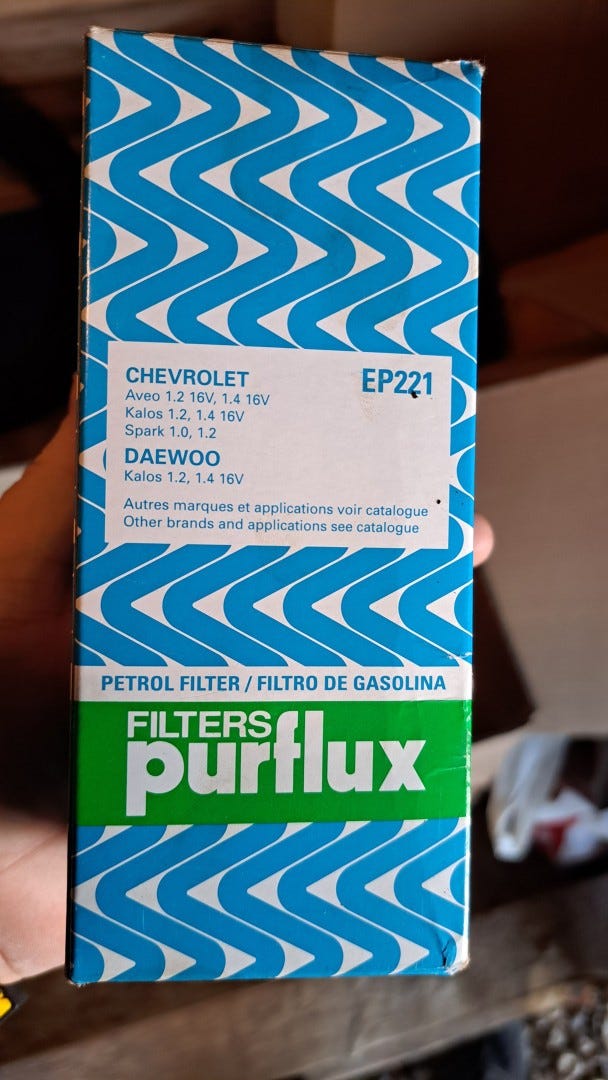 CHEVROLET EP221
Aveo 1.2 16V, 1.4 16V
Kalos 1.2, 1.4 16V
Spark 1.0, 1.2
DAEWOO
Kalos 1.2, 1.4 16V
Autres marques et applications voir catalogue
Other brands and applications see catalogue
PETROL FILTER / FILTRO DE GASOLINA
FILTERS
purflux